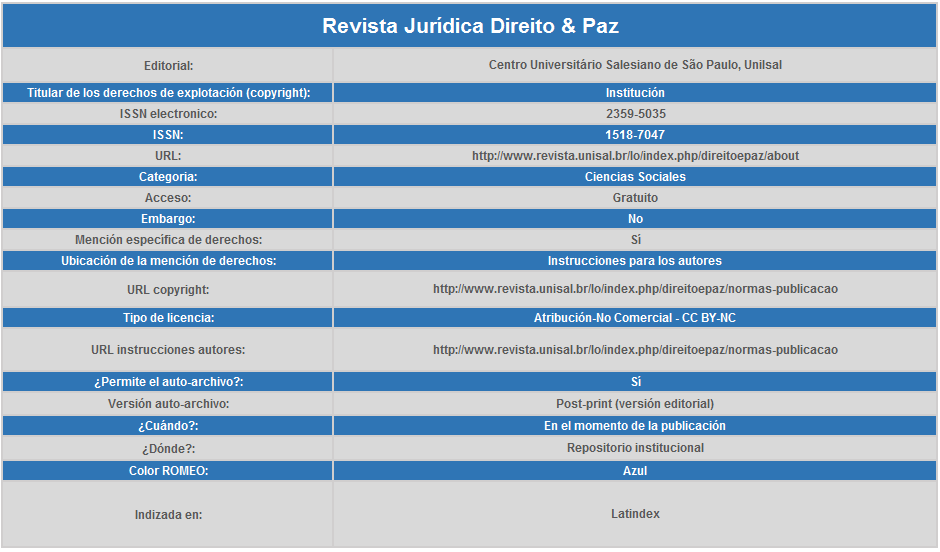 Revista Jurídica Direito & Paz
Editorial: Centro Universitário Salesiano de São Paulo, Unilsal
Titular de los derechos de explotación (copyright): Institución
ISSN electronico: 2359-5035
ISSN: 1518-7047
URL: http://www.revista.unisal.br/lo/index.php/direitoepaz/about
Categoria: Ciencias Sociales
Acceso: Gratuito
Embargo: No
Mención específica de derechos: Sì
Ubicación de la mención de derechos: Instrucciones para los autores
URL copyright: http://www.revista.unisal.br/lo/index.php/direitoepaz/normas-publicacao
Tipo de licencia: Atribución-No Comercial - CC BY-NC
URL instrucciones autores: http://www.revista.unisal.br/lo/index.php/direitoepaz/normas-publicacao
¿Permite el auto-archivo?: Sì
Versión auto-archivo: Post-print (versión editorial)
¿Cuándo?: En el momento de la publicación
¿Dónde?: Repositorio institucional
Color ROMEO: Azul
Indizada en: Latindex